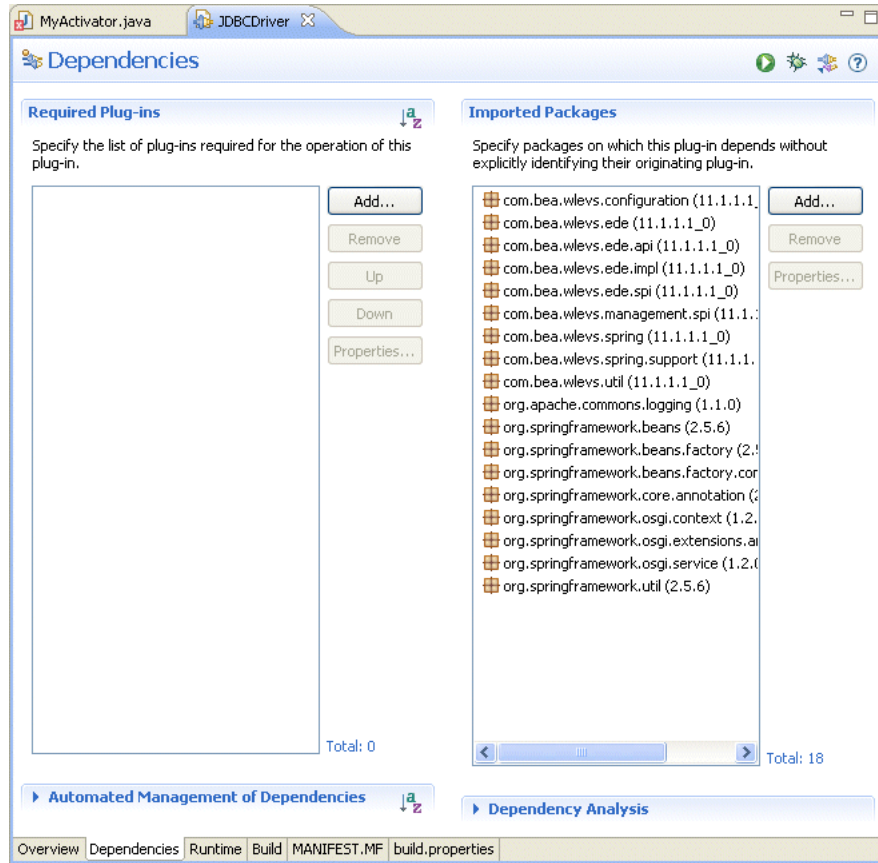 MyActivator.java
JDBCDriver
Dependencies
Required Plug-ins
Specify the list of plug-ins required for the operation of this
plug-in.
Add...
Remove
Up
Down
Properties...
Total: 0
Automated Management of Dependencies
Imported Packages
Specify packages on which this plug-in depends without
explicitly identifying their originating plug-in.
com.bea.wlevs.configuration (11.1.1.1_
com.bea.wlevs.ede (11.1.1.1_0)
com.bea.wlevs.ede.api (11.1.1.1_0)
com.bea.wlevs.ede.impl (11.1.1.1_0)
com.bea.wlevs.ede.spi (11.1.1.1_0)
com.bea.wlevs.management.spi (11.1.
com.bea.wlevs.spring (11.1.1.1_0)
com.bea.wlevs.spring.support (11.1.1.
com.bea.wlevs.util (11.1.1.1_0)
org.apache.commons.logging (1.1.0)
org.springframework.beans (2.5.6)
org.springframework.beans.factory (2.
org.springframework.beans.factory.cor
org.springframework.core.annotation (2
org.springframework.osgi.context (1.2.
org.springframework.osgi.extensions.a
org.springframework.osgi.service (1.2.0
org.springframework.util (2.5.6)
Add...
Remove
Properties...
Total: 18
Dependency Analysis
Overview Dependencies Runtime Build MANIFEST.MF build.properties